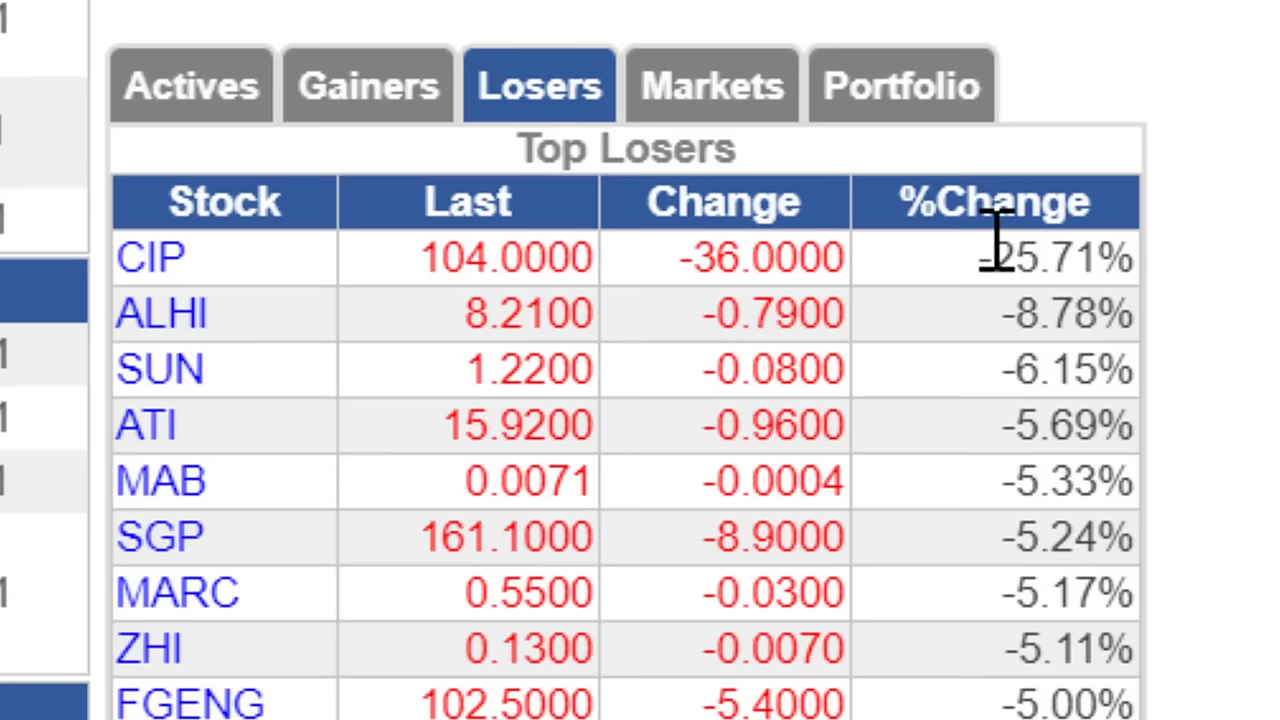 Actives Gainers Losers Markets Portfolio
Top Losers
Stock Last Change %Change
CIP 104.0000 -36.0000 -25.71%
ALHI 8.2100 -0.7900 -8.78%
SUN 1.2200 -0.0800 -6.15%
ATI 15.9200 -0.9600 -5.69%
MAB 0.0071 -0.0004 -5.33%
SGP 161.1000 -8.9000 -5.24%
MARC 0.5500 -0.0300 -5.17%
ZHI 0.1300 -0.0070 -5.11%
FGENG 102.5000 -5.4000 -5.00%